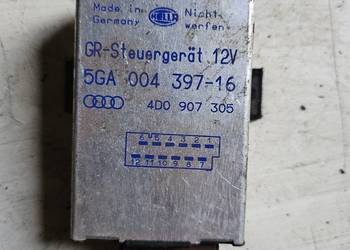 Made in Nicht
Germany HELLA werfen
GR-Steuergerät 12V
5GA 004 397-16
4D0 907 305
6 5 4 3 2 1
12 11 10 9 8 7